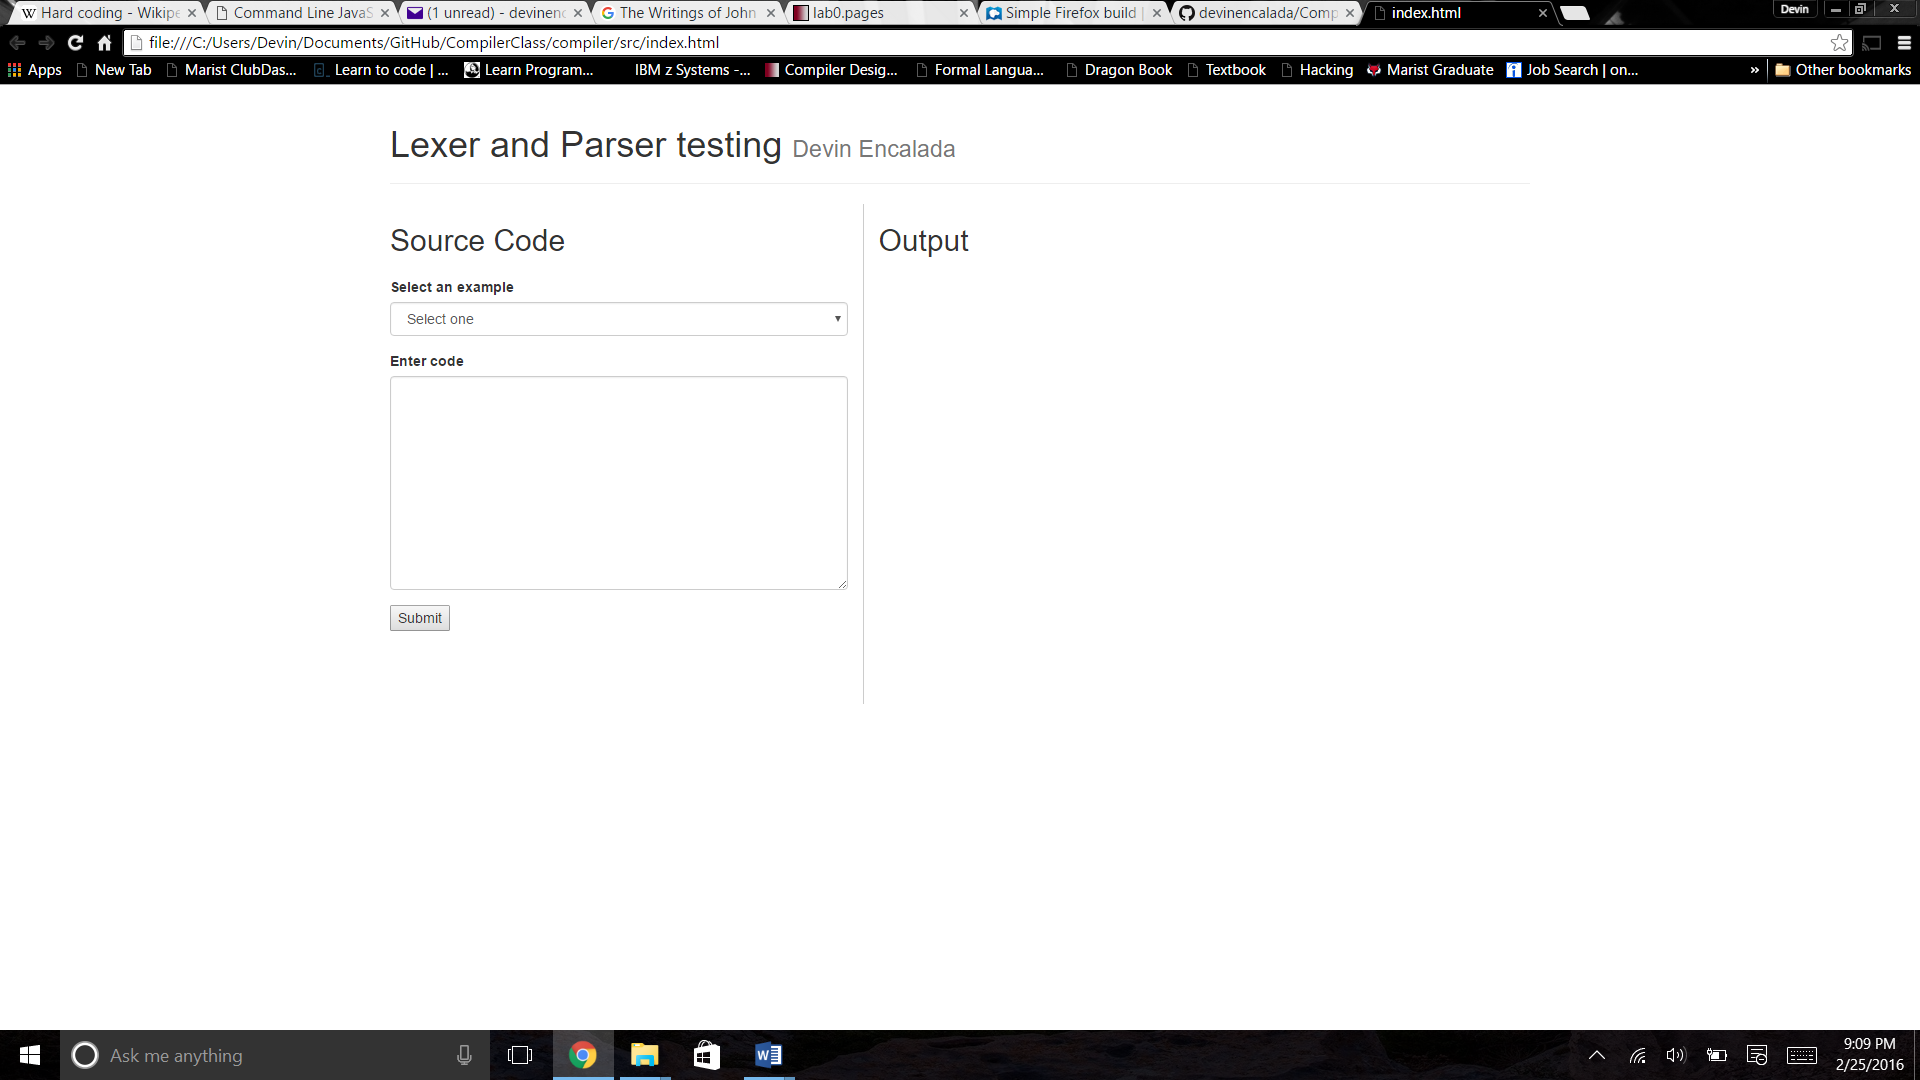 Hard coding - Wikipe
Command Line JavaS
(1 unread) - devinenc
The Writings of John
lab0.pages
Simple Firefox build |
devinencalada/Comp
index.html
Devin
file:///C:/Users/Devin/Documents/GitHub/CompilerClass/compiler/src/index.html
Apps New Tab Marist ClubDas... Learn to code | ... Learn Program... IBM z Systems -... Compiler Desig... Formal Langua... Dragon Book Textbook Hacking Marist Graduate Job Search | on... » Other bookmarks
Lexer and Parser testing Devin Encalada
Source Code
Select an example
Select one
Enter code
Submit
Output
Ask me anything
9:09 PM
2/25/2016